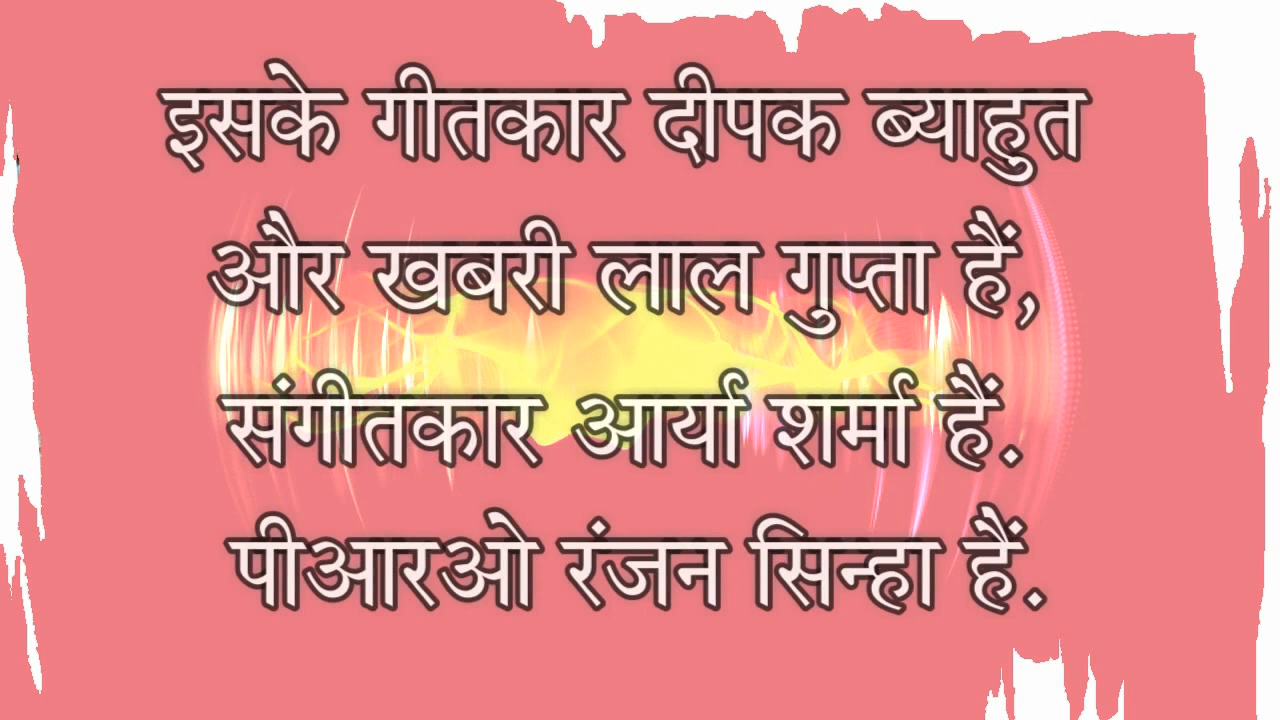 इसके गीतकार दीपक ब्याहुत
और खबरी लाल गुप्ता हैं,
संगीतकार आर्या शर्मा हैं.
पीआरओ रंजन सिन्हा हैं.